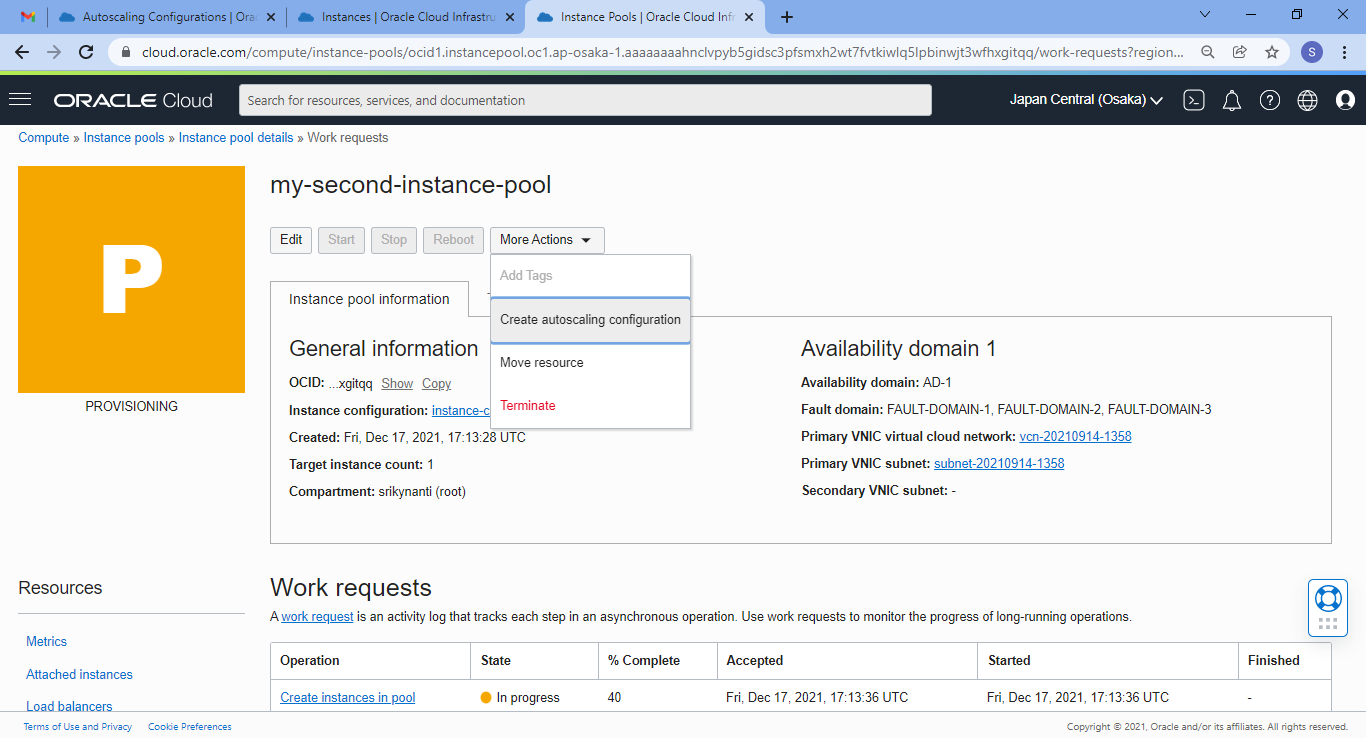 Autoscaling Configurations | Ora
Instances | Oracle Cloud Infrastru
Instance Pools | Oracle Cloud Infr
cloud.oracle.com/compute/instance-pools/ocid1.instancepool.oc1.ap-osaka-1.aaaaaaaahnclvpyb5gidsc3pfsmxh2wt7fvtkiwlq5lpbinwjt3wfhxgitqq/work-requests?region...
S
ORACLE Cloud
Search for resources, services, and documentation
Japan Central (Osaka)
Compute » Instance pools » Instance pool details » Work requests
P
PROVISIONING
my-second-instance-pool
Edit
Start
Stop
Reboot
More Actions
Add Tags
Create autoscaling configuration
Move resource
Terminate
Instance pool information
General information
OCID: ...xgitqq Show Copy
Instance configuration: instance-c
Created: Fri, Dec 17, 2021, 17:13:28 UTC
Target instance count: 1
Compartment: srikynanti (root)
Availability domain 1
Availability domain: AD-1
Fault domain: FAULT-DOMAIN-1, FAULT-DOMAIN-2, FAULT-DOMAIN-3
Primary VNIC virtual cloud network: vcn-20210914-1358
Primary VNIC subnet: subnet-20210914-1358
Secondary VNIC subnet: -
Resources
Metrics
Attached instances
Load balancers
Work requests
A work request is an activity log that tracks each step in an asynchronous operation. Use work requests to monitor the progress of long-running operations.
Operation State % Complete Accepted Started Finished
Create instances in pool In progress 40 Fri, Dec 17, 2021, 17:13:36 UTC Fri, Dec 17, 2021, 17:13:36 UTC -
Terms of Use and Privacy Cookie Preferences
Copyright © 2021, Oracle and/or its affiliates. All rights reserved.